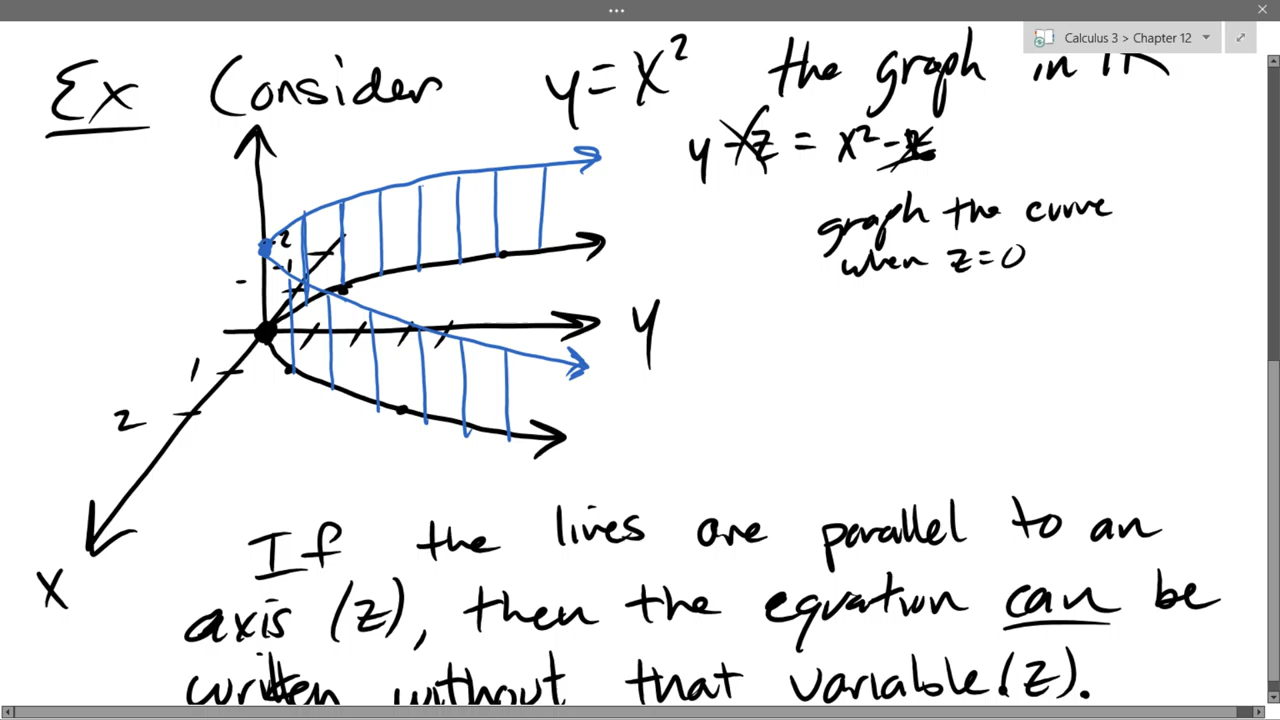 Calculus 3 > Chapter 12
Ex Consider y = x² the graph in
y = x²
graph the curve
when z = 0
-2
-1
y
1
2
x
If the lines are parallel to an
axis (z), then the equation can be
written without that variable (z).